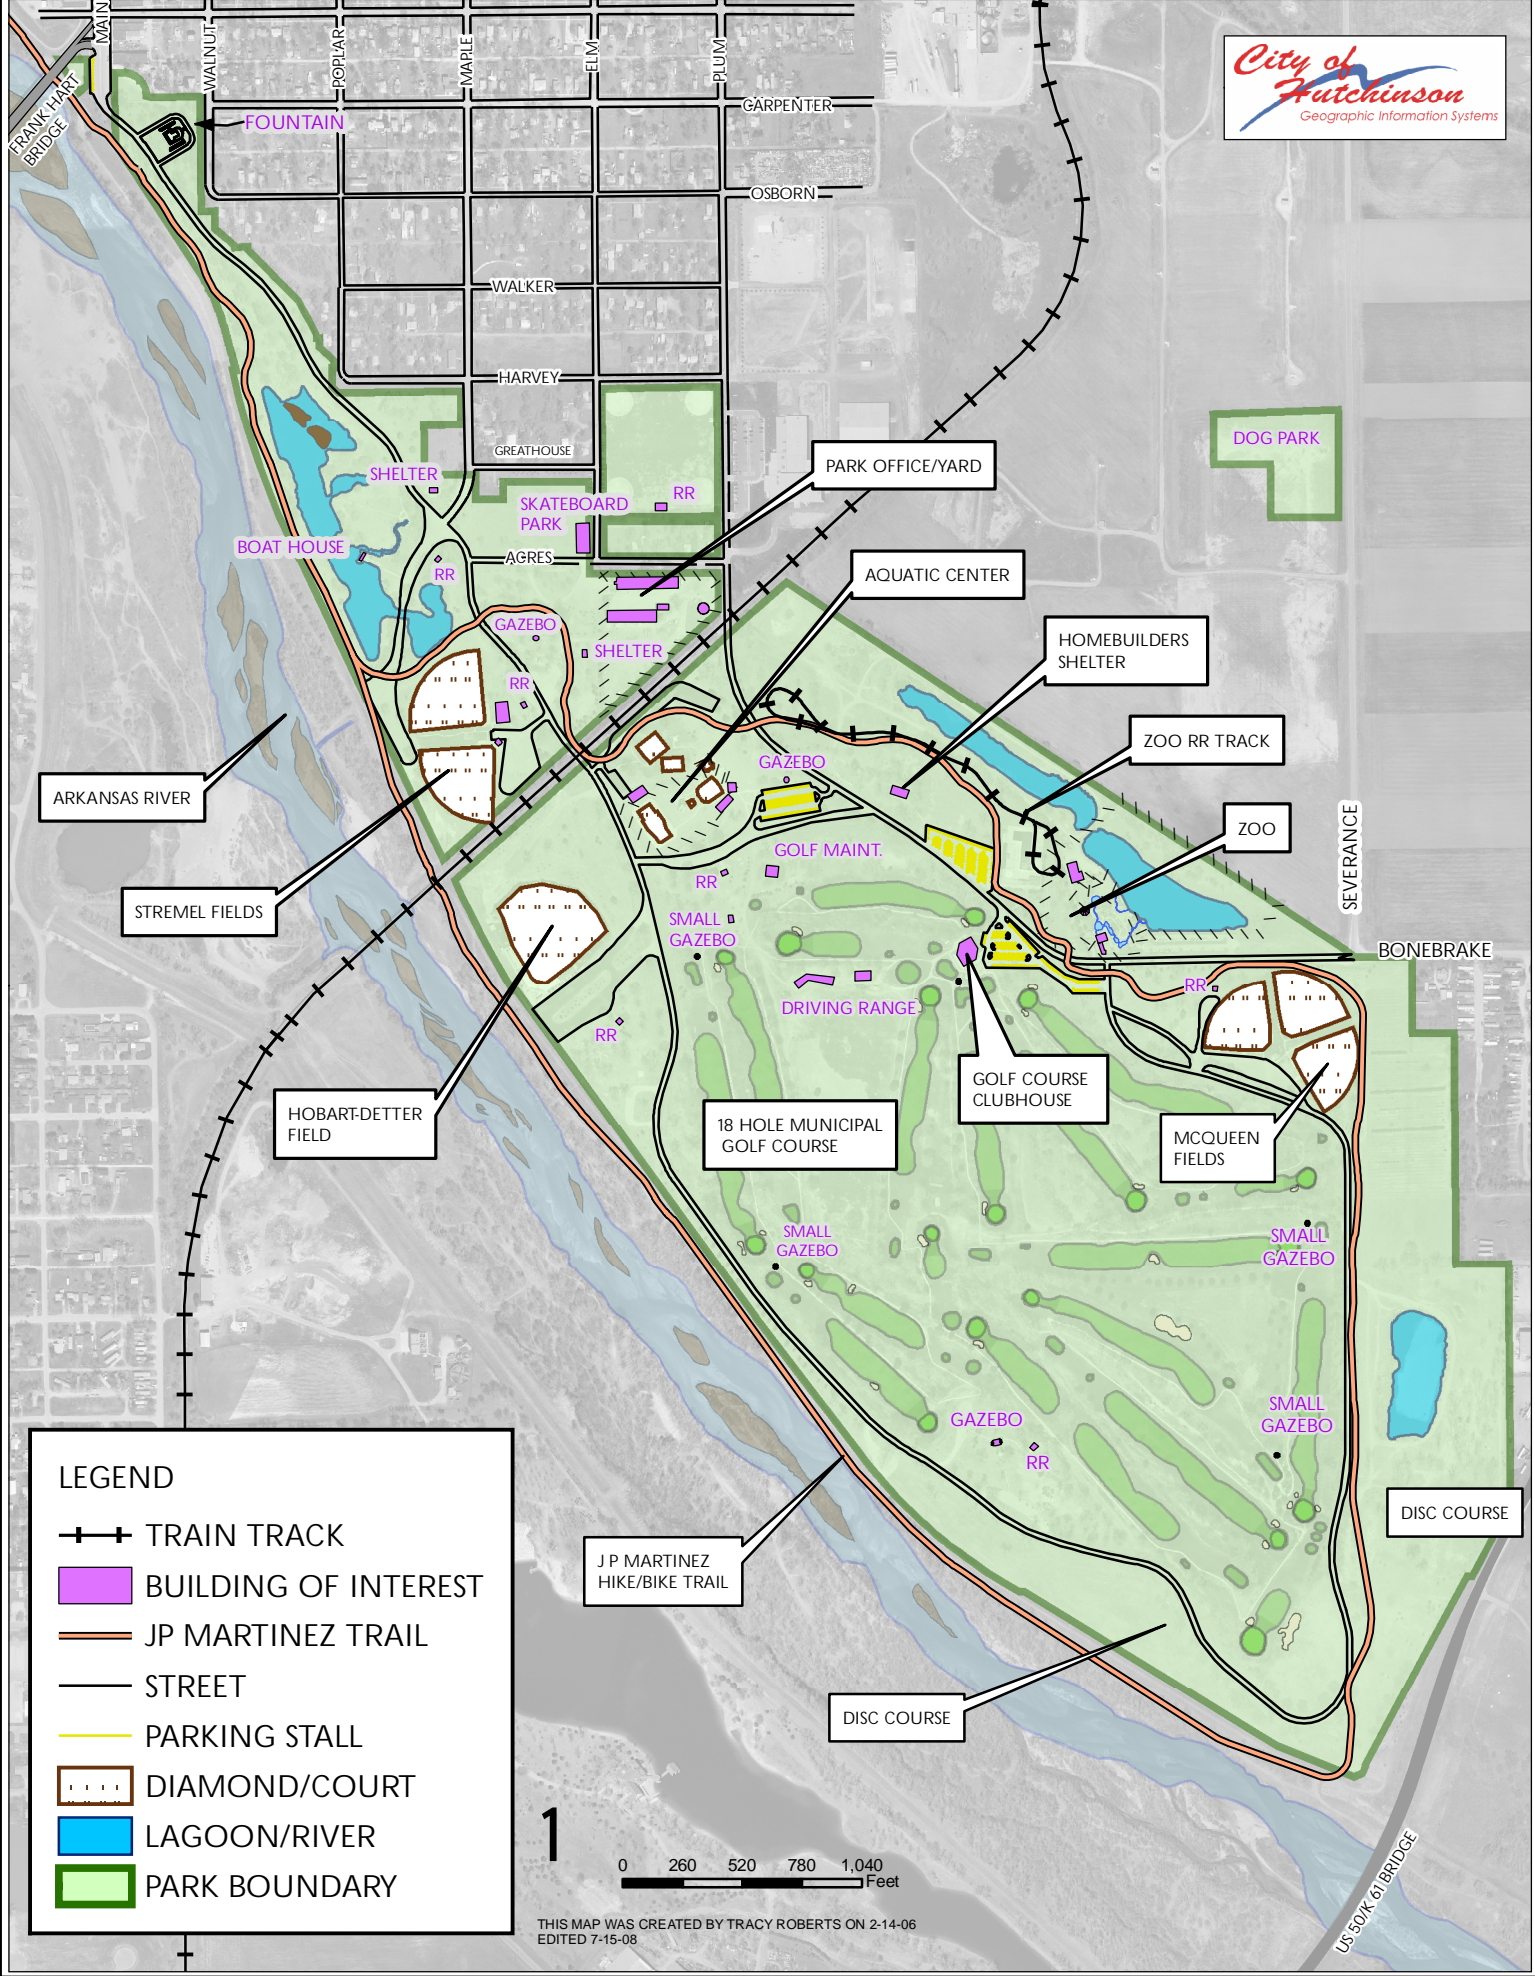 MAIN
WALNUT
POPLAR
MAPLE
ELM
PLUM
City of
Hutchinson
Geographic Information Systems
FRANK HART
BRIDGE
FOUNTAIN
CARPENTER
OSBORN
WALKER
HARVEY
GREATHOUSE
DOG PARK
PARK OFFICE/YARD
SHELTER
SKATEBOARD
PARK
RR
BOAT HOUSE
RR
ACRES
AQUATIC CENTER
GAZEBO
SHELTER
HOMEBUILDERS
SHELTER
RR
ZOO RR TRACK
GAZEBO
ARKANSAS RIVER
ZOO
SEVERANCE
GOLF MAINT.
RR
STREMEL FIELDS
SMALL
GAZEBO
BONEBRAKE
RR
DRIVING RANGE
RR
GOLF COURSE
CLUBHOUSE
HOBART-DETTER
FIELD
18 HOLE MUNICIPAL
GOLF COURSE
MCQUEEN
FIELDS
SMALL
GAZEBO
SMALL
GAZEBO
SMALL
GAZEBO
GAZEBO
RR
DISC COURSE
J P MARTINEZ
HIKE/BIKE TRAIL
DISC COURSE
LEGEND
TRAIN TRACK
BUILDING OF INTEREST
JP MARTINEZ TRAIL
STREET
PARKING STALL
DIAMOND/COURT
LAGOON/RIVER
PARK BOUNDARY
1
0 260 520 780 1,040
Feet
THIS MAP WAS CREATED BY TRACY ROBERTS ON 2-14-06
EDITED 7-15-08
US 50/K 61 BRIDGE